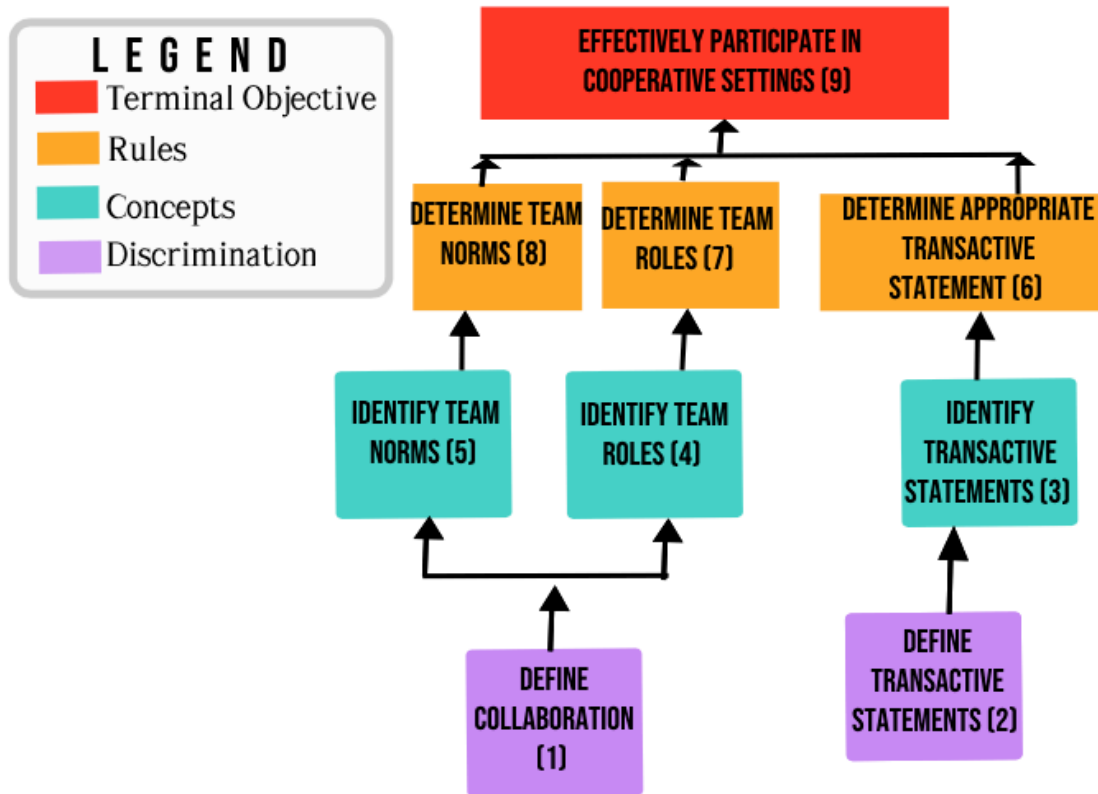 LEGEND
Terminal Objective
Rules
Concepts
Discrimination
EFFECTIVELY PARTICIPATE IN
COOPERATIVE SETTINGS (9)
DETERMINE TEAM
NORMS (8)
DETERMINE TEAM
ROLES (7)
DETERMINE APPROPRIATE
TRANSACTIVE
STATEMENT (6)
IDENTIFY TEAM
NORMS (5)
IDENTIFY TEAM
ROLES (4)
IDENTIFY
TRANSACTIVE
STATEMENTS (3)
DEFINE
COLLABORATION
(1)
DEFINE
TRANSACTIVE
STATEMENTS (2)